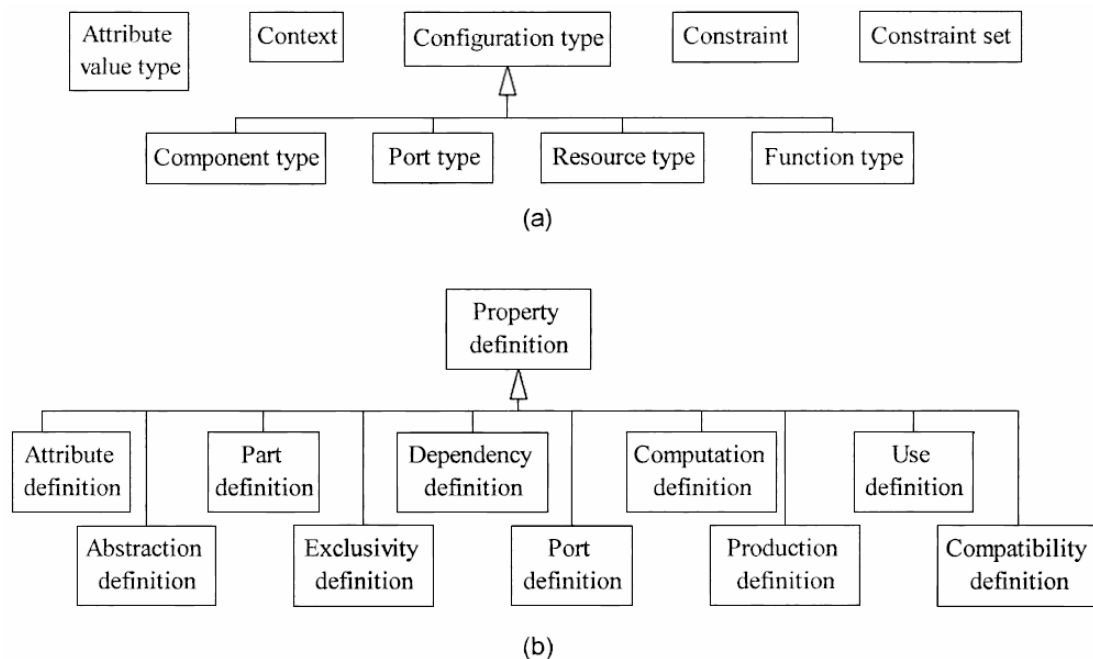 Attribute
value type
Context
Configuration type
Constraint
Constraint set
Component type
Port type
Resource type
Function type
(a)
Property
definition
Attribute
definition
Part
definition
Dependency
definition
Computation
definition
Use
definition
Abstraction
definition
Exclusivity
definition
Port
definition
Production
definition
Compatibility
definition
(b)